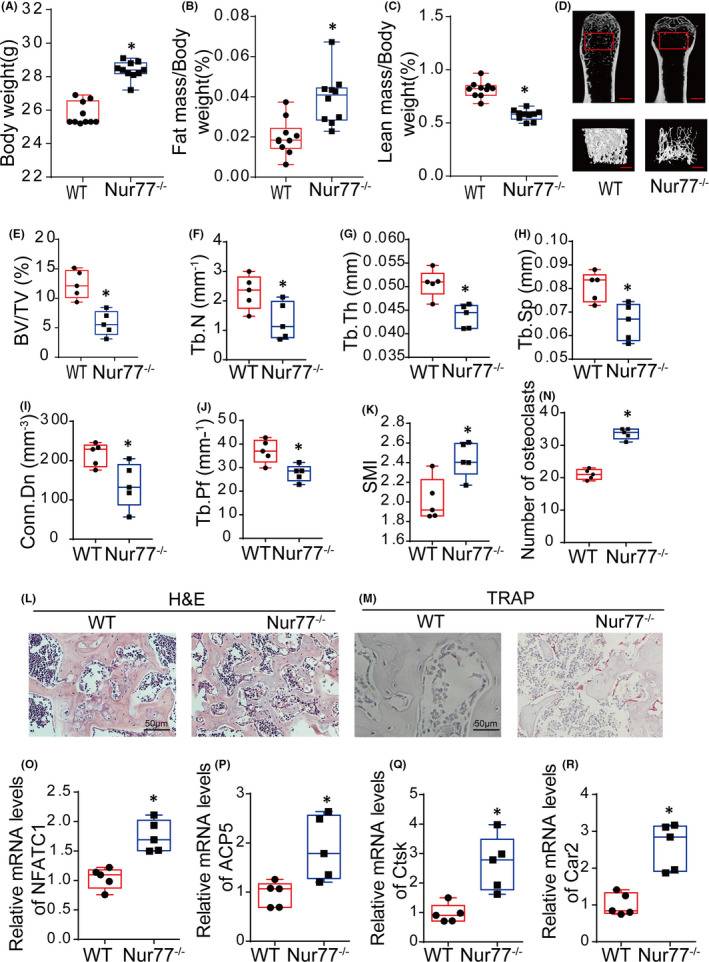 (A)
Body weight(g)
30
28
26
24
22
*
WT
Nur77-/-
(B)
Fat mass/Body
weight(%)
0.08
0.06
0.04
0.02
0.00
*
WT
Nur77-/-
(C)
Lean mass/Body
weight(%)
1.5
1.0
0.5
0.0
*
WT
Nur77-/-
(D)
WT
Nur77-/-
(E)
BV/TV (%)
20
15
10
5
0
*
WT
Nur77-/-
(F)
Tb.N (mm-1)
4
3
2
1
0
*
WT
Nur77-/-
(G)
Tb.Th (mm)
0.060
0.055
0.050
0.045
0.040
0.035
*
WT
Nur77-/-
(H)
Tb.Sp (mm)
0.10
0.09
0.08
0.07
0.06
0.05
*
WT
Nur77-/-
(I)
Conn.Dn (mm-3)
300
200
100
0
*
WT
Nur77-/-
(J)
Tb.Pf (mm-1)
50
40
30
20
10
0
*
WT
Nur77-/-
(K)
SMI
2.8
2.6
2.4
2.2
2.0
1.8
1.6
*
WT
Nur77-/-
(N)
Number of osteoclasts
40
30
20
10
0
*
WT
Nur77-/-
(L)
H&E
WT
Nur77-/-
50μm
(M)
TRAP
WT
Nur77-/-
50μm
(O)
Relative mRNA levels
of NFATC1
2.5
2.0
1.5
1.0
0.5
0.0
*
WT
Nur77-/-
(P)
Relative mRNA levels
of ACP5
3
2
1
0
*
WT
Nur77-/-
(Q)
Relative mRNA levels
of Ctsk
5
4
3
2
1
0
*
WT
Nur77-/-
(R)
Relative mRNA levels
of Car2
4
3
2
1
0
*
WT
Nur77-/-